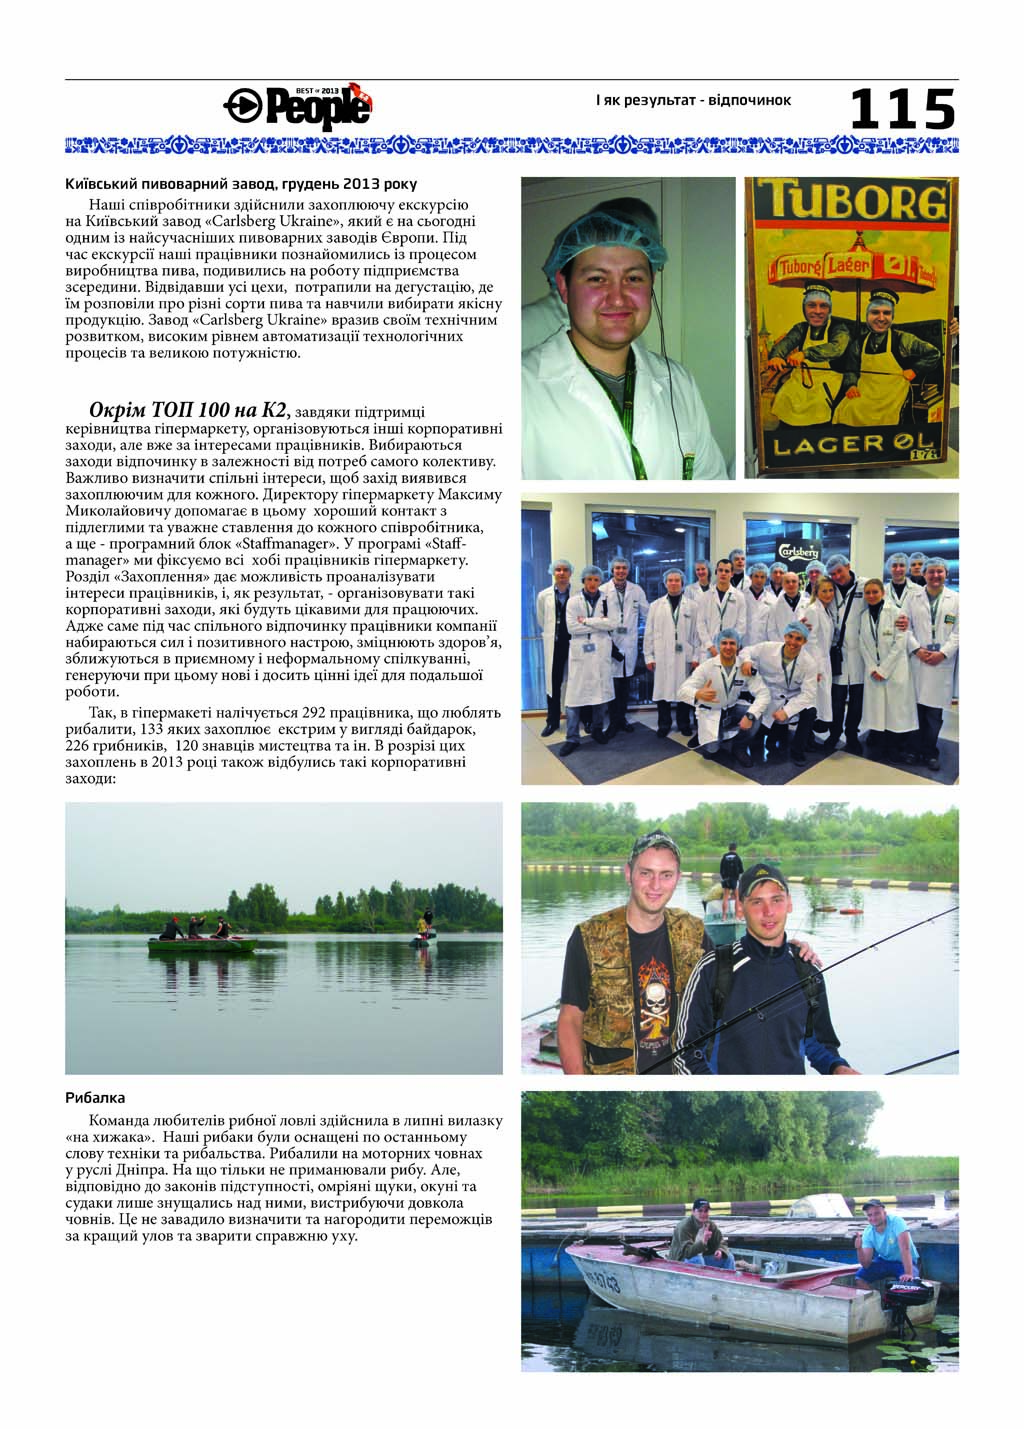 BEST OF 2013
People
І як результат - відпочинок
115
Київський пивоварний завод, грудень 2013 року
Наші співробітники здійснили захоплюючу екскурсію
на Київський завод «Carlsberg Ukraine», який є на сьогодні
одним із найсучасніших пивоварних заводів Європи. Під
час екскурсії наші працівники познайомились із процесом
виробництва пива, подивились на роботу підприємства
зсередини. Відвідавши усі цехи, потрапили на дегустацію, де
їм розповіли про різні сорти пива та навчили вибирати якісну
продукцію. Завод «Carlsberg Ukraine» вразив своїм технічним
розвитком, високим рівнем автоматизації технологічних
процесів та великою потужністю.
Окрім ТОП 100 на К2, завдяки підтримці
керівництва гіпермаркету, організовуються інші корпоративні
заходи, але вже за інтересами працівників. Вибираються
заходи відпочинку в залежності від потреб самого колективу.
Важливо визначити спільні інтереси, щоб захід виявився
захоплюючим для кожного. Директору гіпермаркету Максиму
Миколайовичу допомагає в цьому хороший контакт з
підлеглими та уважне ставлення до кожного співробітника,
а ще - програмний блок «Staffmanager». У програмі «Staff-
manager» ми фіксуємо всі хобі працівників гіпермаркету.
Розділ «Захоплення» дає можливість проаналізувати
інтереси працівників, і, як результат, - організовувати такі
корпоративні заходи, які будуть цікавими для працюючих.
Адже саме під час спільного відпочинку працівники компанії
набираються сил і позитивного настрою, зміцнюють здоров’я,
зближуються в приємному і неформальному спілкуванні,
генеруючи при цьому нові і досить цінні ідеї для подальшої
роботи.
Так, в гіпермакеті налічується 292 працівника, що люблять
рибалити, 133 яких захоплює екстрим у вигляді байдарок,
226 грибників, 120 знавців мистецтва та ін. В розрізі цих
захоплень в 2013 році також відбулись такі корпоративні
заходи:
TUBORG
Tuborg Lager ØL
LAGER ØL
Carlsberg
Рибалка
Команда любителів рибної ловлі здійснила в липні вилазку
«на хижака». Наші рибаки були оснащені по останньому
слову техніки та рибальства. Рибалили на моторних човнах
у руслі Дніпра. На що тільки не приманювали рибу. Але,
відповідно до законів підступності, омріяні щуки, окуні та
судаки лише знущались над ними, вистрибуючи довкола
човнів. Це не завадило визначити та нагородити переможців
за кращий улов та зварити справжню уху.
MERCURY